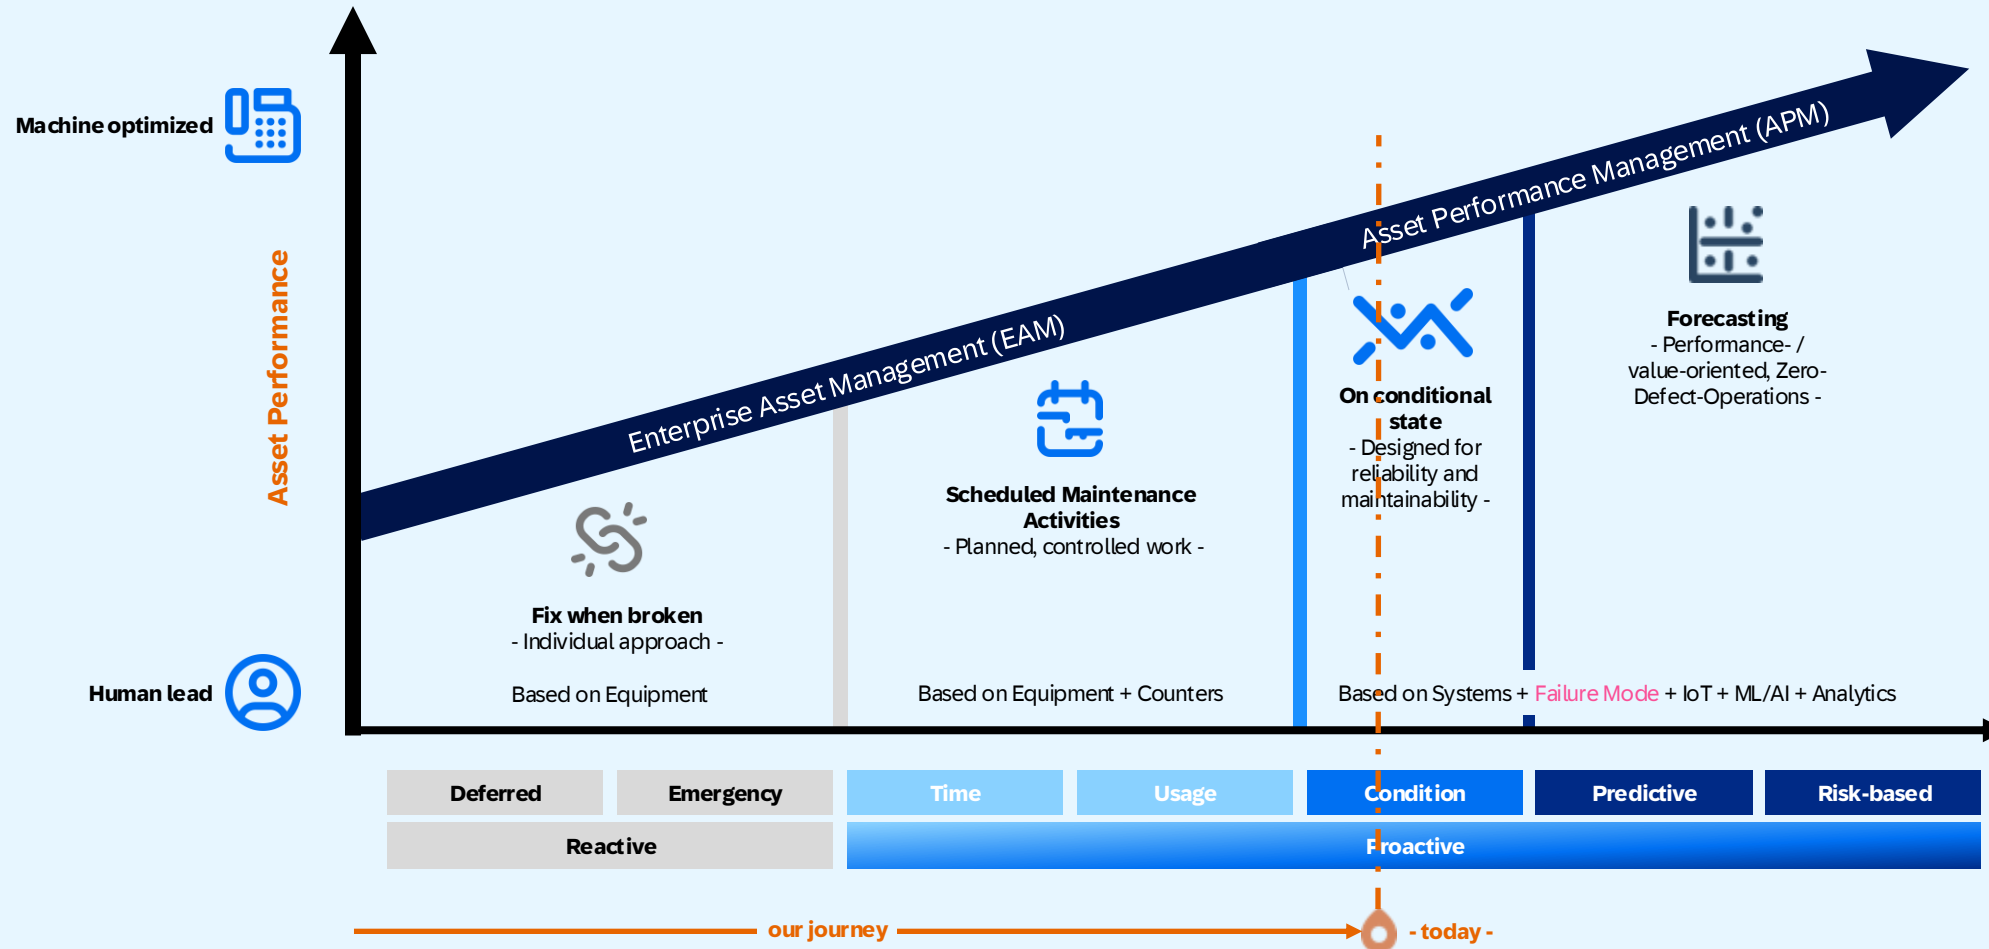 Machine optimized
Asset Performance
Human lead
Enterprise Asset Management (EAM)
Asset Performance Management (APM)
Fix when broken
- Individual approach -
Based on Equipment
Scheduled Maintenance
Activities
- Planned, controlled work -
Based on Equipment + Counters
On conditional
state
- Designed for
reliability and
maintainability -
Forecasting
- Performance- /
value-oriented, Zero-
Defect-Operations -
Based on Systems + Failure Mode + IoT + ML/AI + Analytics
Deferred
Emergency
Time
Usage
Condition
Predictive
Risk-based
Reactive
Proactive
our journey
- today -